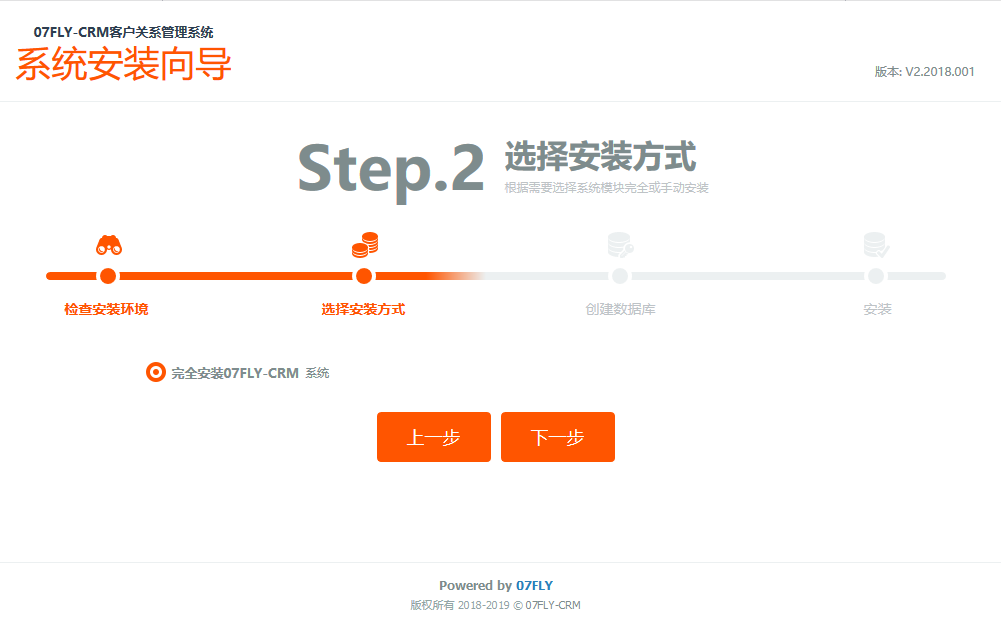 07FLY-CRM客户关系管理系统
系统安装向导
版本: V2.2018.001
Step.2
选择安装方式
根据需要选择系统模块完全或手动安装
检查安装环境
选择安装方式
创建数据库
安装
完全安装07FLY-CRM 系统
上一步
下一步
Powered by 07FLY
版权所有 2018-2019 © 07FLY-CRM